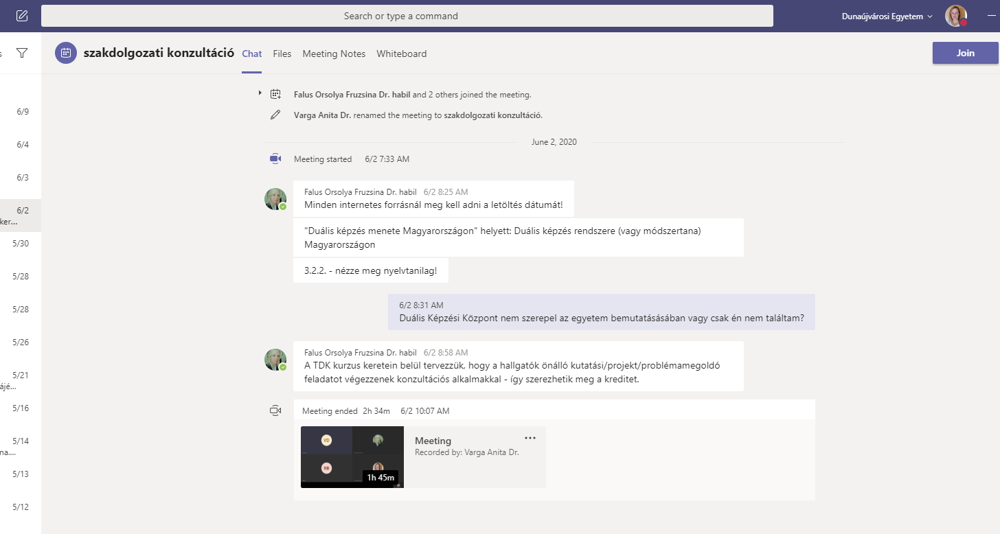 Search or type a command
Dunaújvárosi Egyetem
s
szakdolgozati konzultáció
Chat
Files
Meeting Notes
Whiteboard
Join
6/9
6/4
6/3
6/2
ker...
5/30
5/28
5/28
5/26
5/21
ájé...
5/16
5/14
na....
5/13
5/12
Falus Orsolya Fruzsina Dr. habil and 2 others joined the meeting.
Varga Anita Dr. renamed the meeting to szakdolgozati konzultáció.
June 2, 2020
Meeting started 6/2 7:33 AM
Falus Orsolya Fruzsina Dr. habil 6/2 8:25 AM
Minden internetes forrásnál meg kell adni a letöltés dátumát!
"Duális képzés menete Magyarországon" helyett: Duális képzés rendszere (vagy módszertana)
Magyarországon
3.2.2. - nézze meg nyelvtanilag!
6/2 8:31 AM
Duális Képzési Központ nem szerepel az egyetem bemutatásásában vagy csak én nem találtam?
Falus Orsolya Fruzsina Dr. habil 6/2 8:58 AM
A TDK kurzus keretein belül tervezzük, hogy a hallgatók önálló kutatási/projekt/problémamegoldó
feladatot végezzenek konzultációs alkalmakkal - így szerezhetik meg a kreditet.
Meeting ended 2h 34m 6/2 10:07 AM
VD
RB
1h 45m
Meeting
Recorded by: Varga Anita Dr.